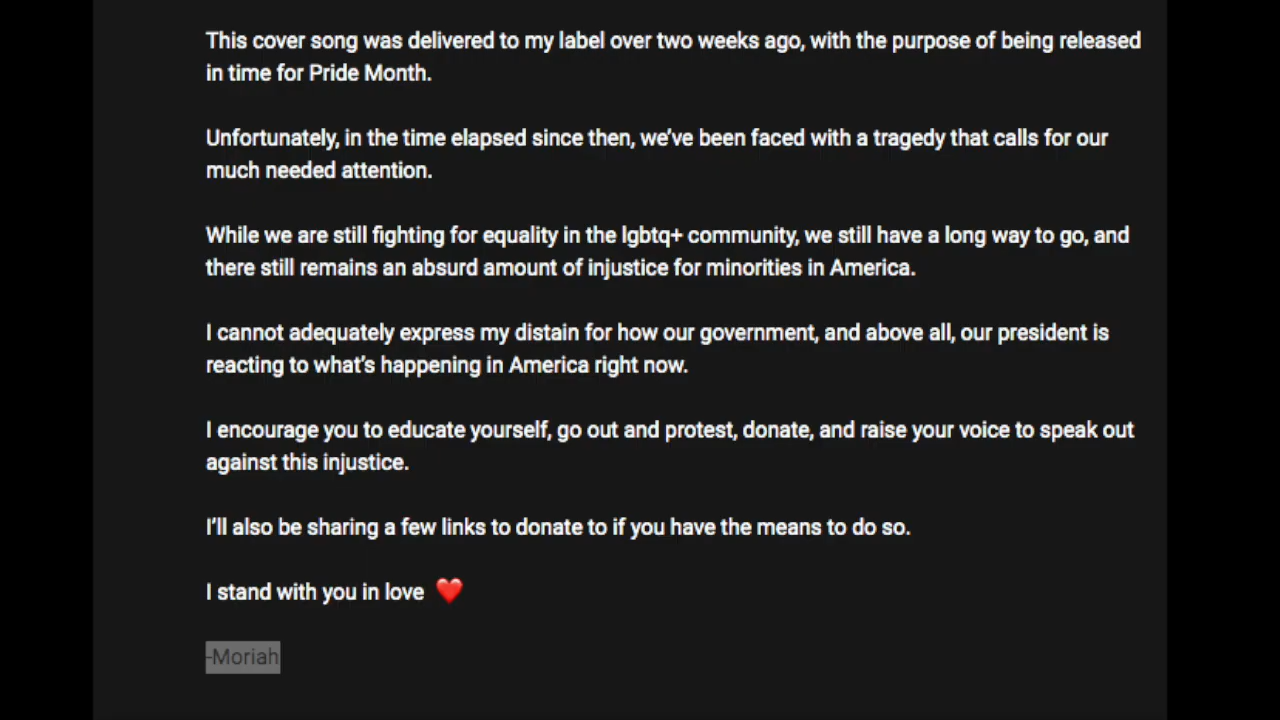 This cover song was delivered to my label over two weeks ago, with the purpose of being released
in time for Pride Month.
Unfortunately, in the time elapsed since then, we’ve been faced with a tragedy that calls for our
much needed attention.
While we are still fighting for equality in the lgbtq+ community, we still have a long way to go, and
there still remains an absurd amount of injustice for minorities in America.
I cannot adequately express my distain for how our government, and above all, our president is
reacting to what’s happening in America right now.
I encourage you to educate yourself, go out and protest, donate, and raise your voice to speak out
against this injustice.
I’ll also be sharing a few links to donate to if you have the means to do so.
I stand with you in love ❤️
-Moriah